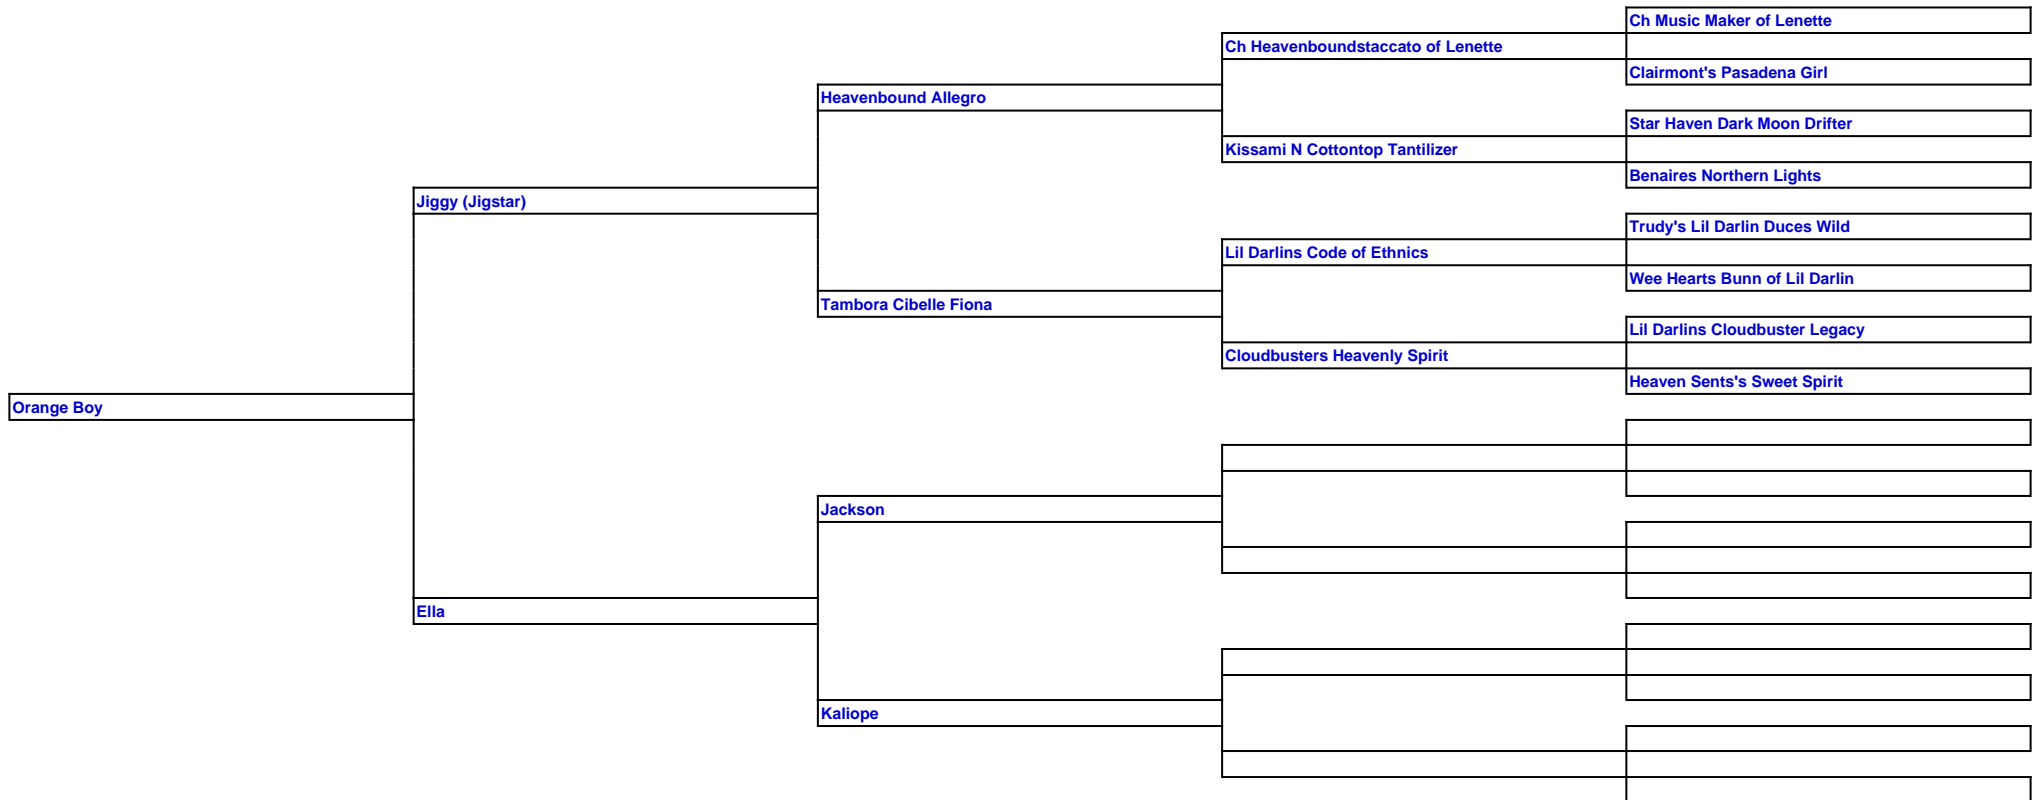 Ch Music Maker of Lenette
Ch Heavenboundstaccato of Lenette
Clairmont's Pasadena Girl
Heavenbound Allegro
Star Haven Dark Moon Drifter
Kissami N Cottontop Tantilizer
Benaires Northern Lights
Jiggy (Jigstar)
Trudy's Lil Darlin Duces Wild
Lil Darlins Code of Ethnics
Wee Hearts Bunn of Lil Darlin
Tambora Cibelle Fiona
Lil Darlins Cloudbuster Legacy
Cloudbusters Heavenly Spirit
Heaven Sents's Sweet Spirit
Orange Boy
Jackson
Ella
Kaliope